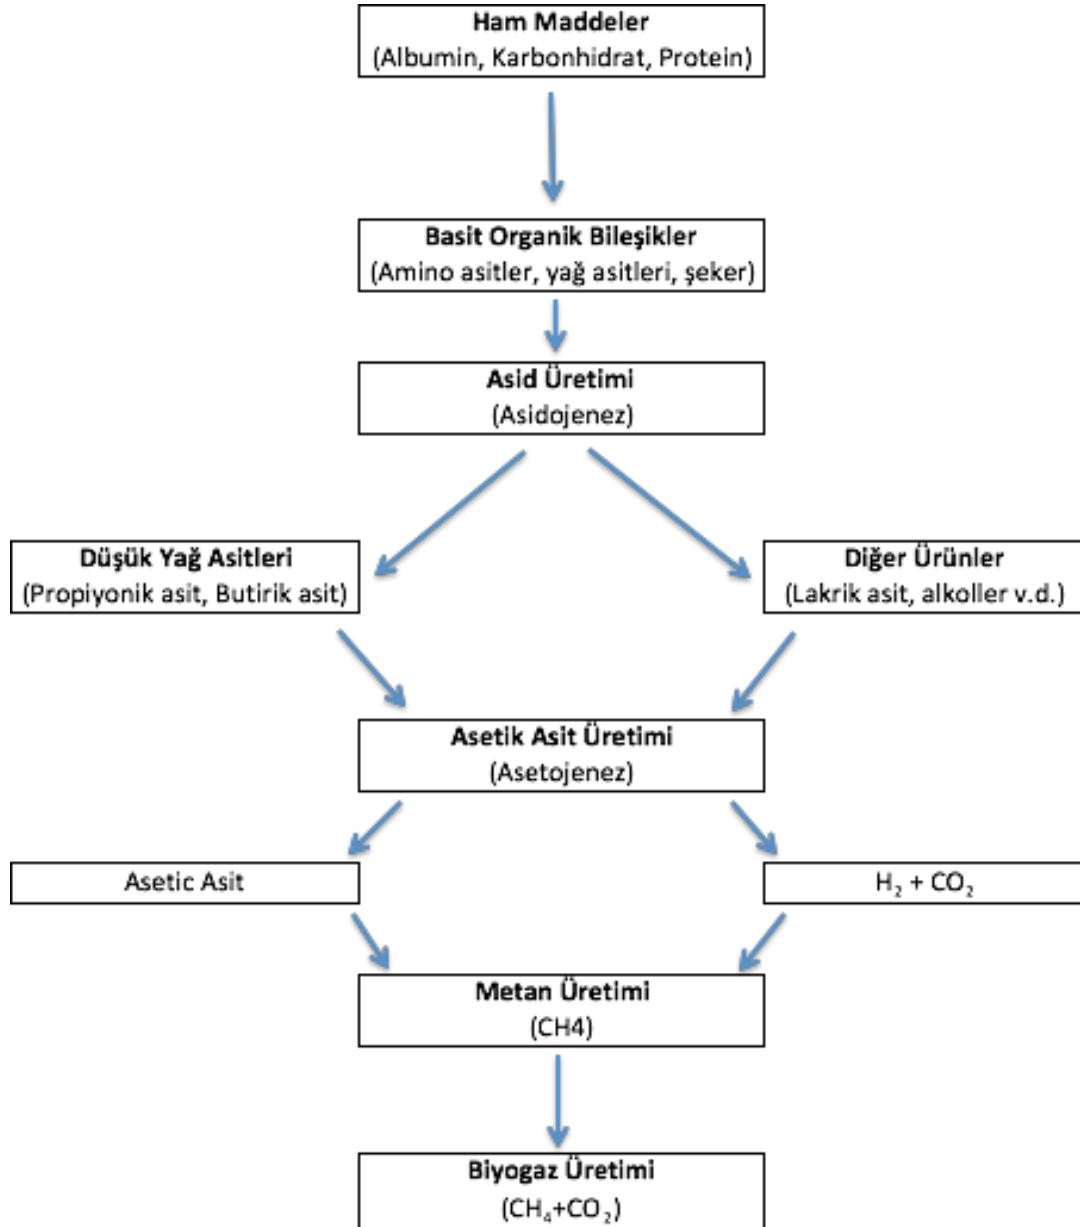 Ham Maddeler
(Albumin, Karbonhidrat, Protein)
Basit Organik Bileşikler
(Amino asitler, yağ asitleri, şeker)
Asid Üretimi
(Asidojenez)
Düşük Yağ Asitleri
(Propiyonik asit, Butirik asit)
Diğer Ürünler
(Lakrik asit, alkoller v.d.)
Asetik Asit Üretimi
(Asetojenez)
Asetic Asit
H₂ + CO₂
Metan Üretimi
(CH4)
Biyogaz Üretimi
(CH₄+CO₂)